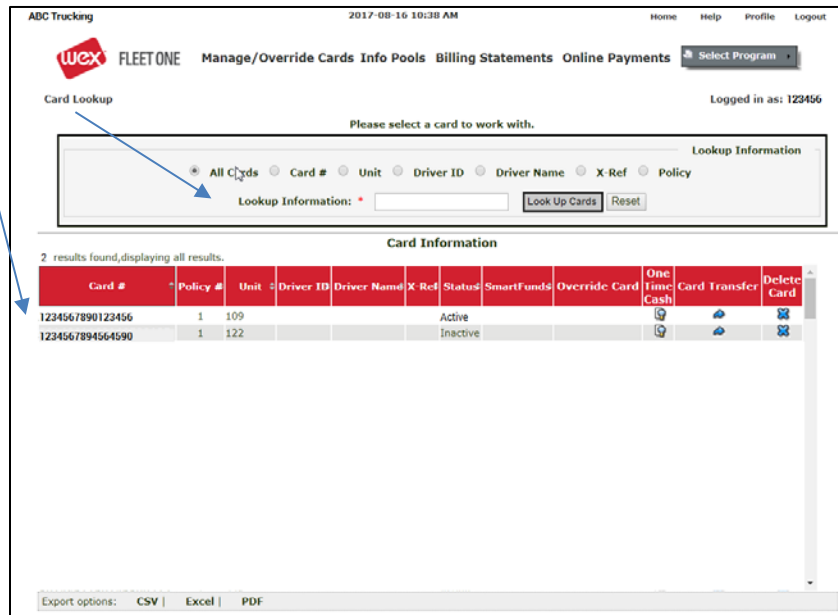 ABC Trucking 2017-08-16 10:38 AM Home Help Profile Logout
wex FLEET ONE Manage/Override Cards Info Pools Billing Statements Online Payments Select Program
Card Lookup Logged in as: 123456
Please select a card to work with.
Lookup Information
All Cards Card # Unit Driver ID Driver Name X-Ref Policy
Lookup Information: * Look Up Cards Reset
Card Information
2 results found,displaying all results.
Card # Policy # Unit Driver ID Driver Name X-Ref Status SmartFunds Override Card One Time Cash Card Transfer Delete Card
1234567890123456 1 109 Active
1234567894564590 1 122 Inactive
Export options: CSV | Excel | PDF